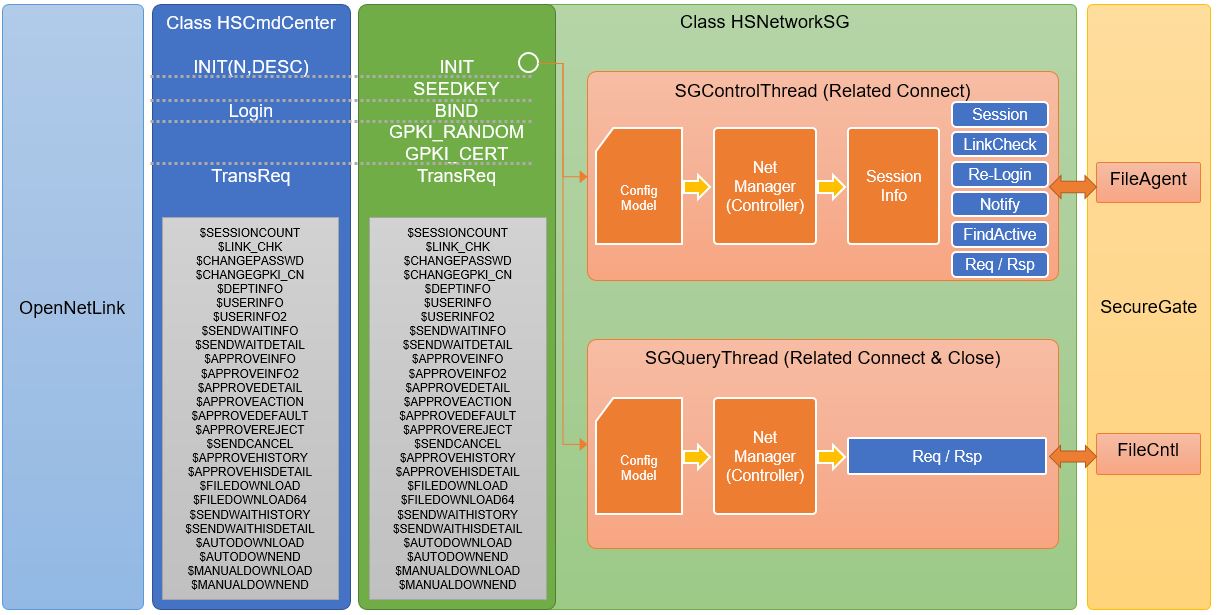 OpenNetLink
Class HSCmdCenter
INIT(N,DESC)
Login
TransReq
$SESSIONCOUNT
$LINK_CHK
$CHANGEPASSWD
$CHANGEGPKI_CN
$DEPTINFO
$USERINFO
$USERINFO2
$SENDWAITINFO
$SENDWAITDETAIL
$APPROVEINFO
$APPROVEINFO2
$APPROVEDETAIL
$APPROVEACTION
$APPROVEDEFAULT
$APPROVEREJECT
$SENDCANCEL
$APPROVEHISTORY
$APPROVEHISDETAIL
$FILEDOWNLOAD
$FILEDOWNLOAD64
$SENDWAITHISTORY
$SENDWAITHISDETAIL
$AUTODOWNLOAD
$AUTODOWNEND
$MANUALDOWNLOAD
$MANUALDOWNEND
Class HSNetworkSG
INIT
SEEDKEY
BIND
GPKI_RANDOM
GPKI_CERT
TransReq
$SESSIONCOUNT
$LINK_CHK
$CHANGEPASSWD
$CHANGEGPKI_CN
$DEPTINFO
$USERINFO
$USERINFO2
$SENDWAITINFO
$SENDWAITDETAIL
$APPROVEINFO
$APPROVEINFO2
$APPROVEDETAIL
$APPROVEACTION
$APPROVEDEFAULT
$APPROVEREJECT
$SENDCANCEL
$APPROVEHISTORY
$APPROVEHISDETAIL
$FILEDOWNLOAD
$FILEDOWNLOAD64
$SENDWAITHISTORY
$SENDWAITHISDETAIL
$AUTODOWNLOAD
$AUTODOWNEND
$MANUALDOWNLOAD
$MANUALDOWNEND
SGControlThread (Related Connect)
Config
Model
Net
Manager
(Controller)
Session
Info
Session
LinkCheck
Re-Login
Notify
FindActive
Req / Rsp
SGQueryThread (Related Connect & Close)
Config
Model
Net
Manager
(Controller)
Req / Rsp
FileAgent
SecureGate
FileCntl